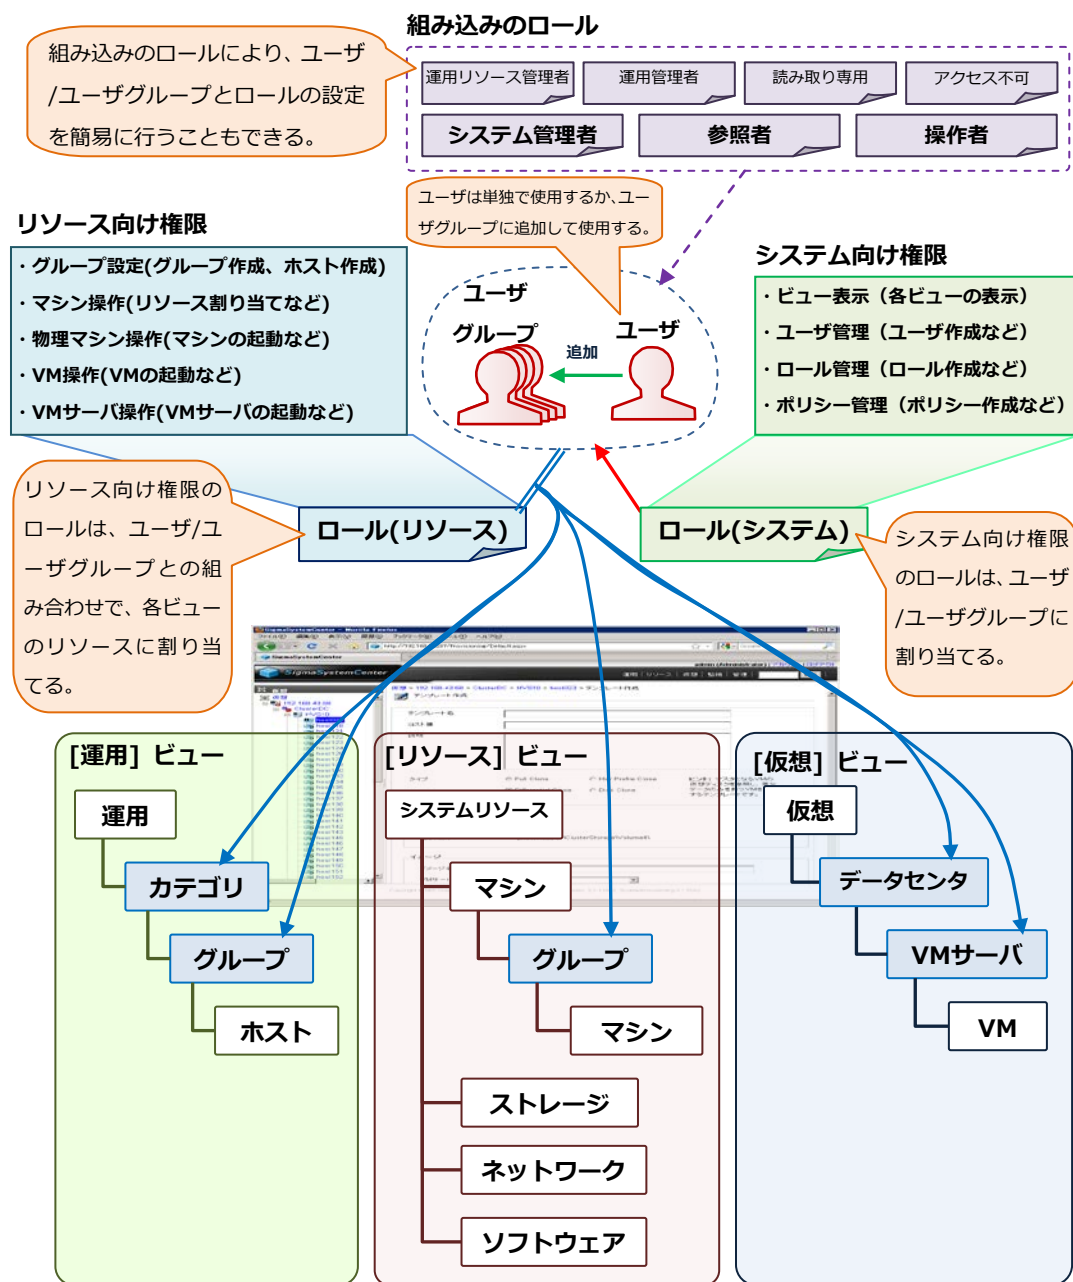 組み込みのロール
組み込みのロールにより、ユーザ
/ユーザグループとロールの設定
を簡易に行うこともできる。
運用リソース管理者
運用管理者
読み取り専用
アクセス不可
システム管理者
参照者
操作者
ユーザは単独で使用するか、ユー
ザグループに追加して使用する。
リソース向け権限
・グループ設定(グループ作成、ホスト作成)
・マシン操作(リソース割り当てなど)
・物理マシン操作(マシンの起動など)
・VM操作(VMの起動など)
・VMサーバ操作(VMサーバの起動など)
システム向け権限
・ビュー表示（各ビューの表示）
・ユーザ管理（ユーザ作成など）
・ロール管理（ロール作成など）
・ポリシー管理（ポリシー作成など）
ユーザ
グループ
追加
ユーザ
リソース向け権限の
ロールは、ユーザ/ユ
ーザグループとの組
み合わせで、各ビュー
のリソースに割り当
てる。
ロール(リソース)
ロール(システム)
システム向け権限
のロールは、ユーザ
/ユーザグループに
割り当てる。
SigmaSystemCenter - Mozilla Firefox
SigmaSystemCenter
SigmaSystemCenter
テンプレート作成
テンプレート名
[運用] ビュー
運用
カテゴリ
グループ
ホスト
[リソース] ビュー
システムリソース
マシン
グループ
マシン
ストレージ
ネットワーク
ソフトウェア
[仮想] ビュー
仮想
データセンタ
VMサーバ
VM